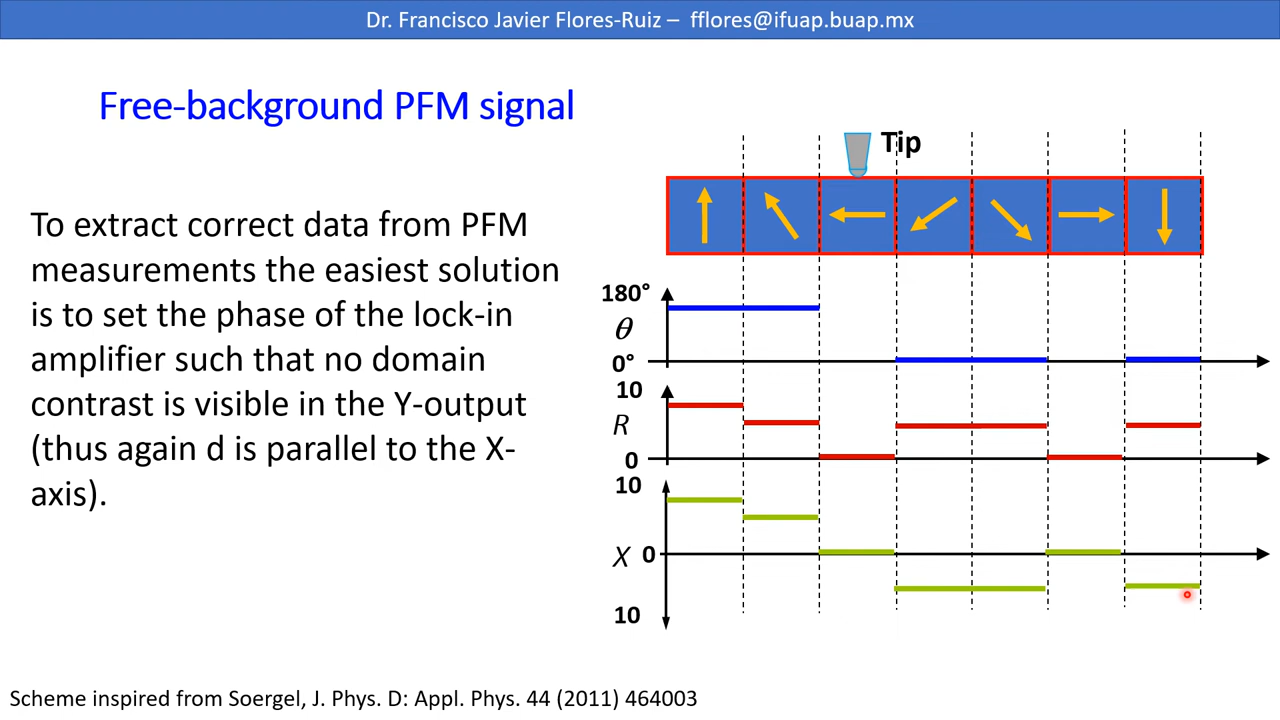 Dr. Francisco Javier Flores-Ruiz – fflores@ifuap.buap.mx
Free-background PFM signal
To extract correct data from PFM
measurements the easiest solution
is to set the phase of the lock-in
amplifier such that no domain
contrast is visible in the Y-output
(thus again d is parallel to the X-
axis).
Tip
180°
θ
0°
10
R
0
10
X 0
10
Scheme inspired from Soergel, J. Phys. D: Appl. Phys. 44 (2011) 464003